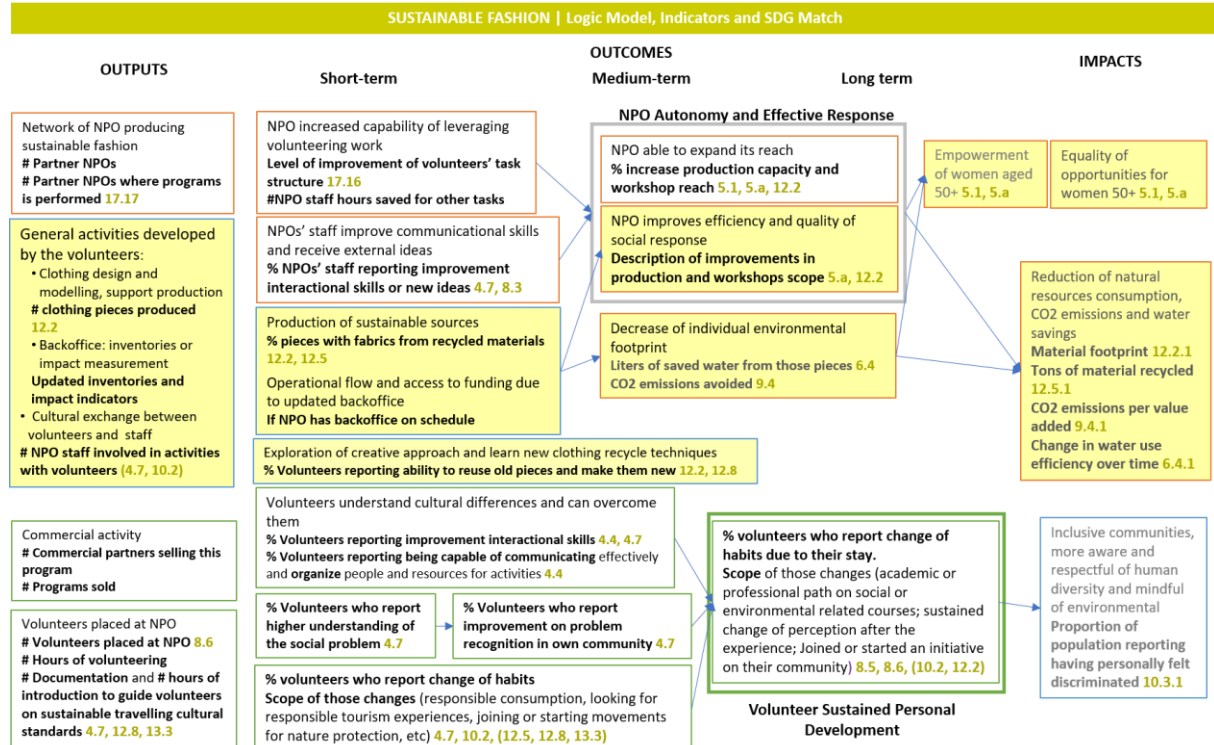 SUSTAINABLE FASHION | Logic Model, Indicators and SDG Match
OUTCOMES
OUTPUTS
Short-term
Medium-term
Long term
IMPACTS
Network of NPO producing
sustainable fashion
# Partner NPOs
# Partner NPOs where programs
is performed 17.17
General activities developed
by the volunteers:
• Clothing design and
modelling, support production
# clothing pieces produced
12.2
• Backoffice: inventories or
impact measurement
Updated inventories and
impact indicators
• Cultural exchange between
volunteers and staff
# NPO staff involved in activities
with volunteers (4.7, 10.2)
Commercial activity
# Commercial partners selling this
program
# Programs sold
Volunteers placed at NPO
# Volunteers placed at NPO 8.6
# Hours of volunteering
# Documentation and # hours of
introduction to guide volunteers
on sustainable travelling cultural
standards 4.7, 12.8, 13.3
NPO increased capability of leveraging
volunteering work
Level of improvement of volunteers' task
structure 17.16
#NPO staff hours saved for other tasks
NPOs' staff improve communicational skills
and receive external ideas
% NPOs' staff reporting improvement
interactional skills or new ideas 4.7, 8.3
Production of sustainable sources
% pieces with fabrics from recycled materials
12.2, 12.5
Operational flow and access to funding due
to updated backoffice
If NPO has backoffice on schedule
Exploration of creative approach and learn new clothing recycle techniques
% Volunteers reporting ability to reuse old pieces and make them new 12.2, 12.8
Volunteers understand cultural differences and can overcome
them
% Volunteers reporting improvement interactional skills 4.4, 4.7
% Volunteers reporting being capable of communicating effectively
and organize people and resources for activities 4.4
% Volunteers who report
higher understanding of
the social problem 4.7
% Volunteers who report
improvement on problem
recognition in own community 4.7
% volunteers who report change of habits
Scope of those changes (responsible consumption, looking for
responsible tourism experiences, joining or starting movements
for nature protection, etc) 4.7, 10.2, (12.5, 12.8, 13.3)
NPO Autonomy and Effective Response
NPO able to expand its reach
% increase production capacity and
workshop reach 5.1, 5.a, 12.2
NPO improves efficiency and quality of
social response
Description of improvements in
production and workshops scope 5.a, 12.2
Decrease of individual environmental
footprint
Liters of saved water from those pieces 6.4
CO2 emissions avoided 9.4
% volunteers who report change of
habits due to their stay.
Scope of those changes (academic or
professional path on social or
environmental related courses; sustained
change of perception after the
experience; Joined or started an initiative
on their community) 8.5, 8.6, (10.2, 12.2)
Volunteer Sustained Personal
Development
Empowerment
of women aged
50+ 5.1, 5.a
Equality of
opportunities for
women 50+ 5.1, 5.a
Reduction of natural
resources consumption,
CO2 emissions and water
savings
Material footprint 12.2.1
Tons of material recycled
12.5.1
CO2 emissions per value
added 9.4.1
Change in water use
efficiency over time 6.4.1
Inclusive communities,
more aware and
respectful of human
diversity and mindful
of environmental
Proportion of
population reporting
having personally felt
discriminated 10.3.1